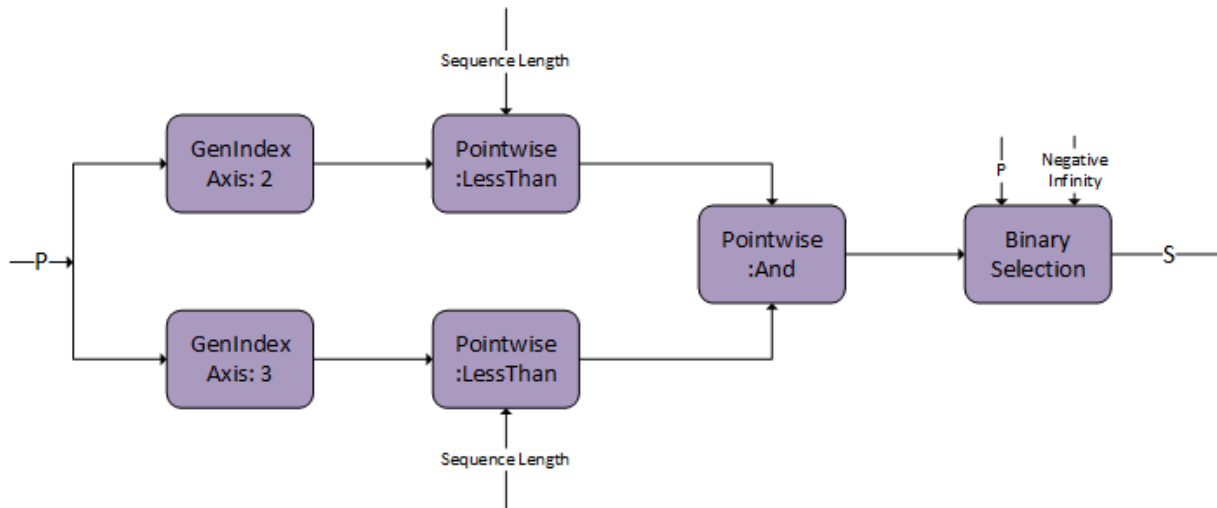 Sequence Length
GenIndex
Axis: 2
Pointwise
:LessThan
P
Negative
Infinity
P
Pointwise
:And
Binary
Selection
S
GenIndex
Axis: 3
Pointwise
:LessThan
Sequence Length